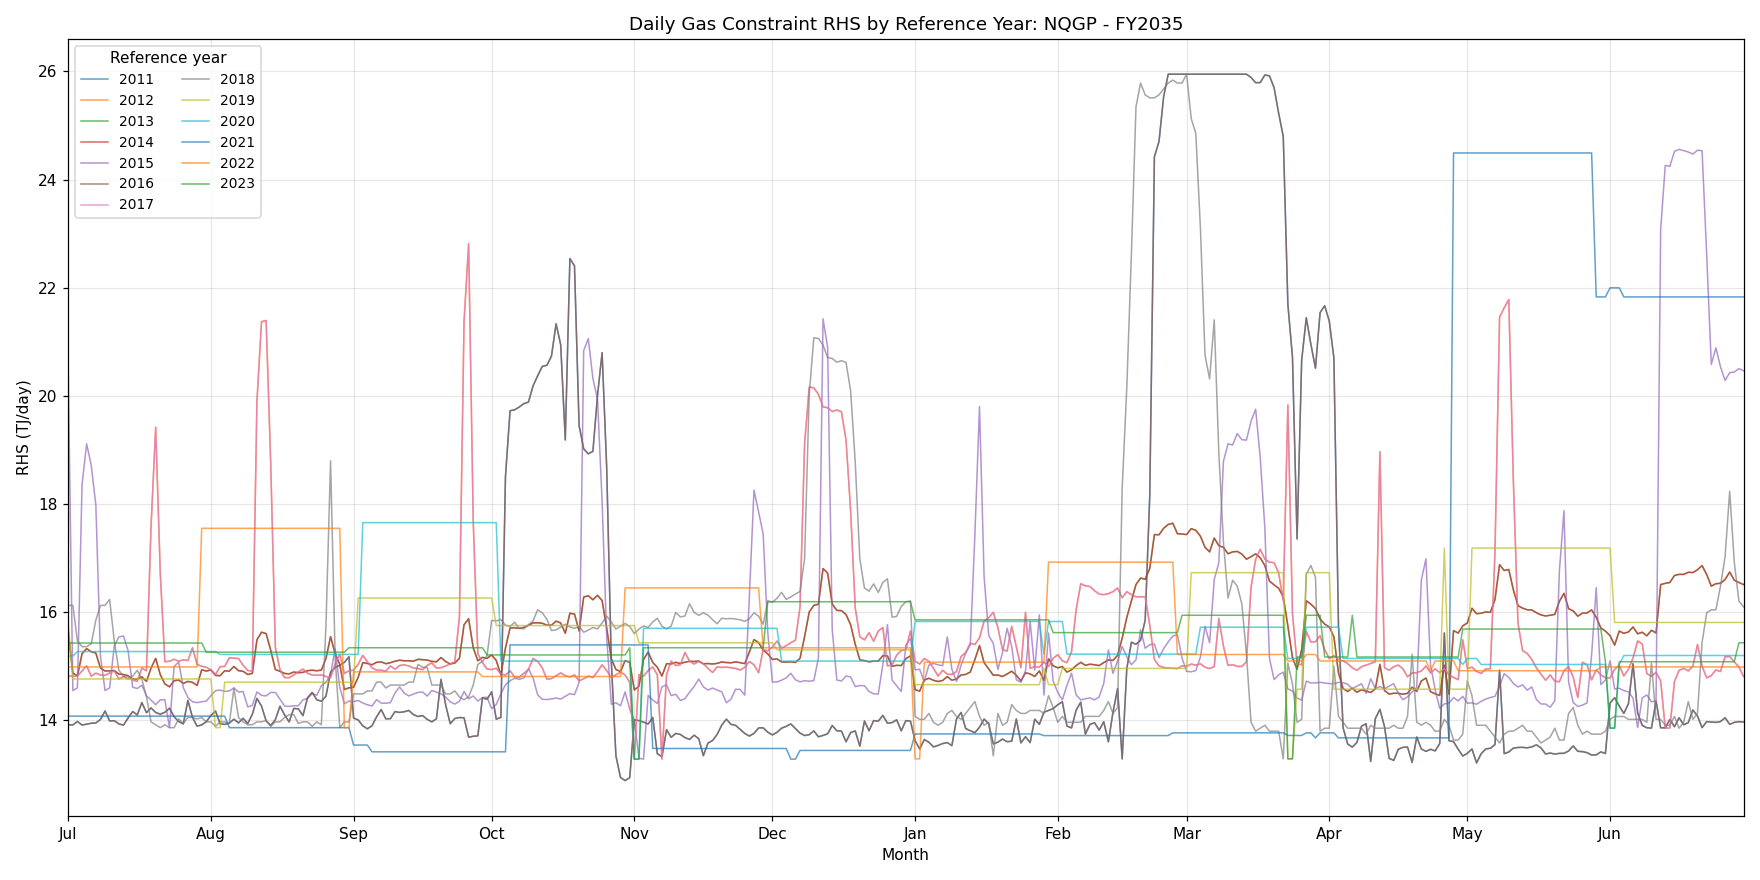 Daily Gas Constraint RHS by Reference Year: NQGP - FY2035
Reference year
2011 2018
2012 2019
2013 2020
2014 2021
2015 2022
2016 2023
2017
26
24
22
20
18
16
14
RHS (TJ/day)
Jul Aug Sep Oct Nov Dec Jan Feb Mar Apr May Jun
Month